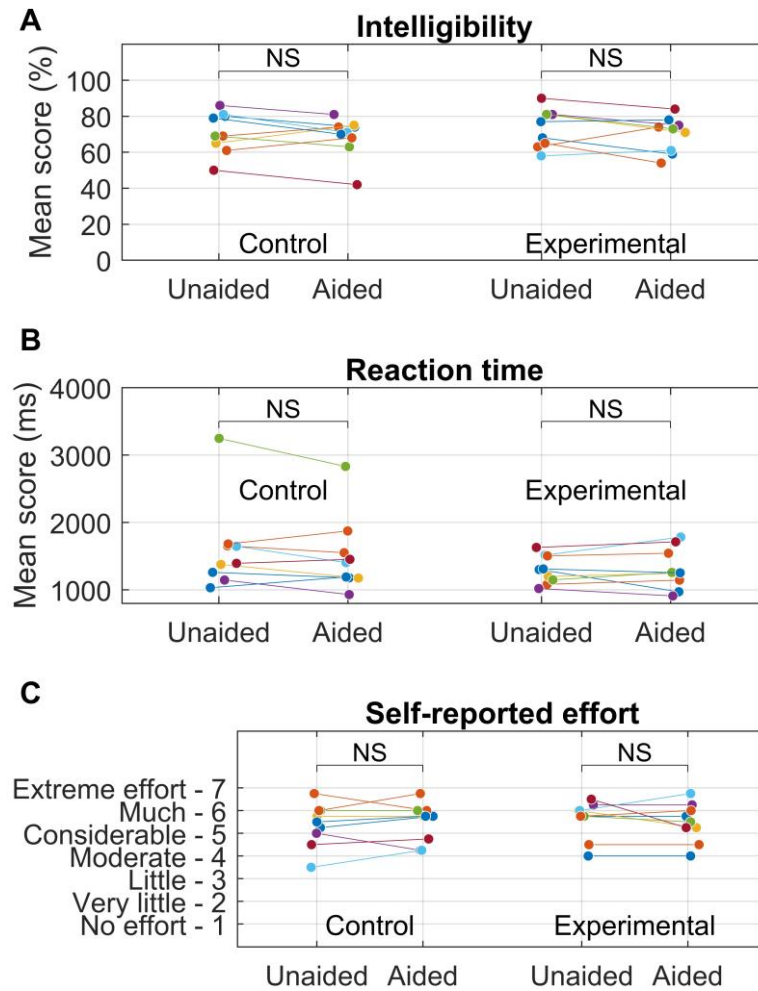 A
Intelligibility
Mean score (%)
100
80
60
40
20
0
NS
NS
Control
Experimental
Unaided Aided
Unaided Aided
B
Reaction time
Mean score (ms)
4000
3000
2000
1000
NS
NS
Control
Experimental
Unaided Aided
Unaided Aided
C
Self-reported effort
NS
NS
Extreme effort - 7
Much - 6
Considerable - 5
Moderate - 4
Little - 3
Very little - 2
No effort - 1
Control
Experimental
Unaided Aided
Unaided Aided